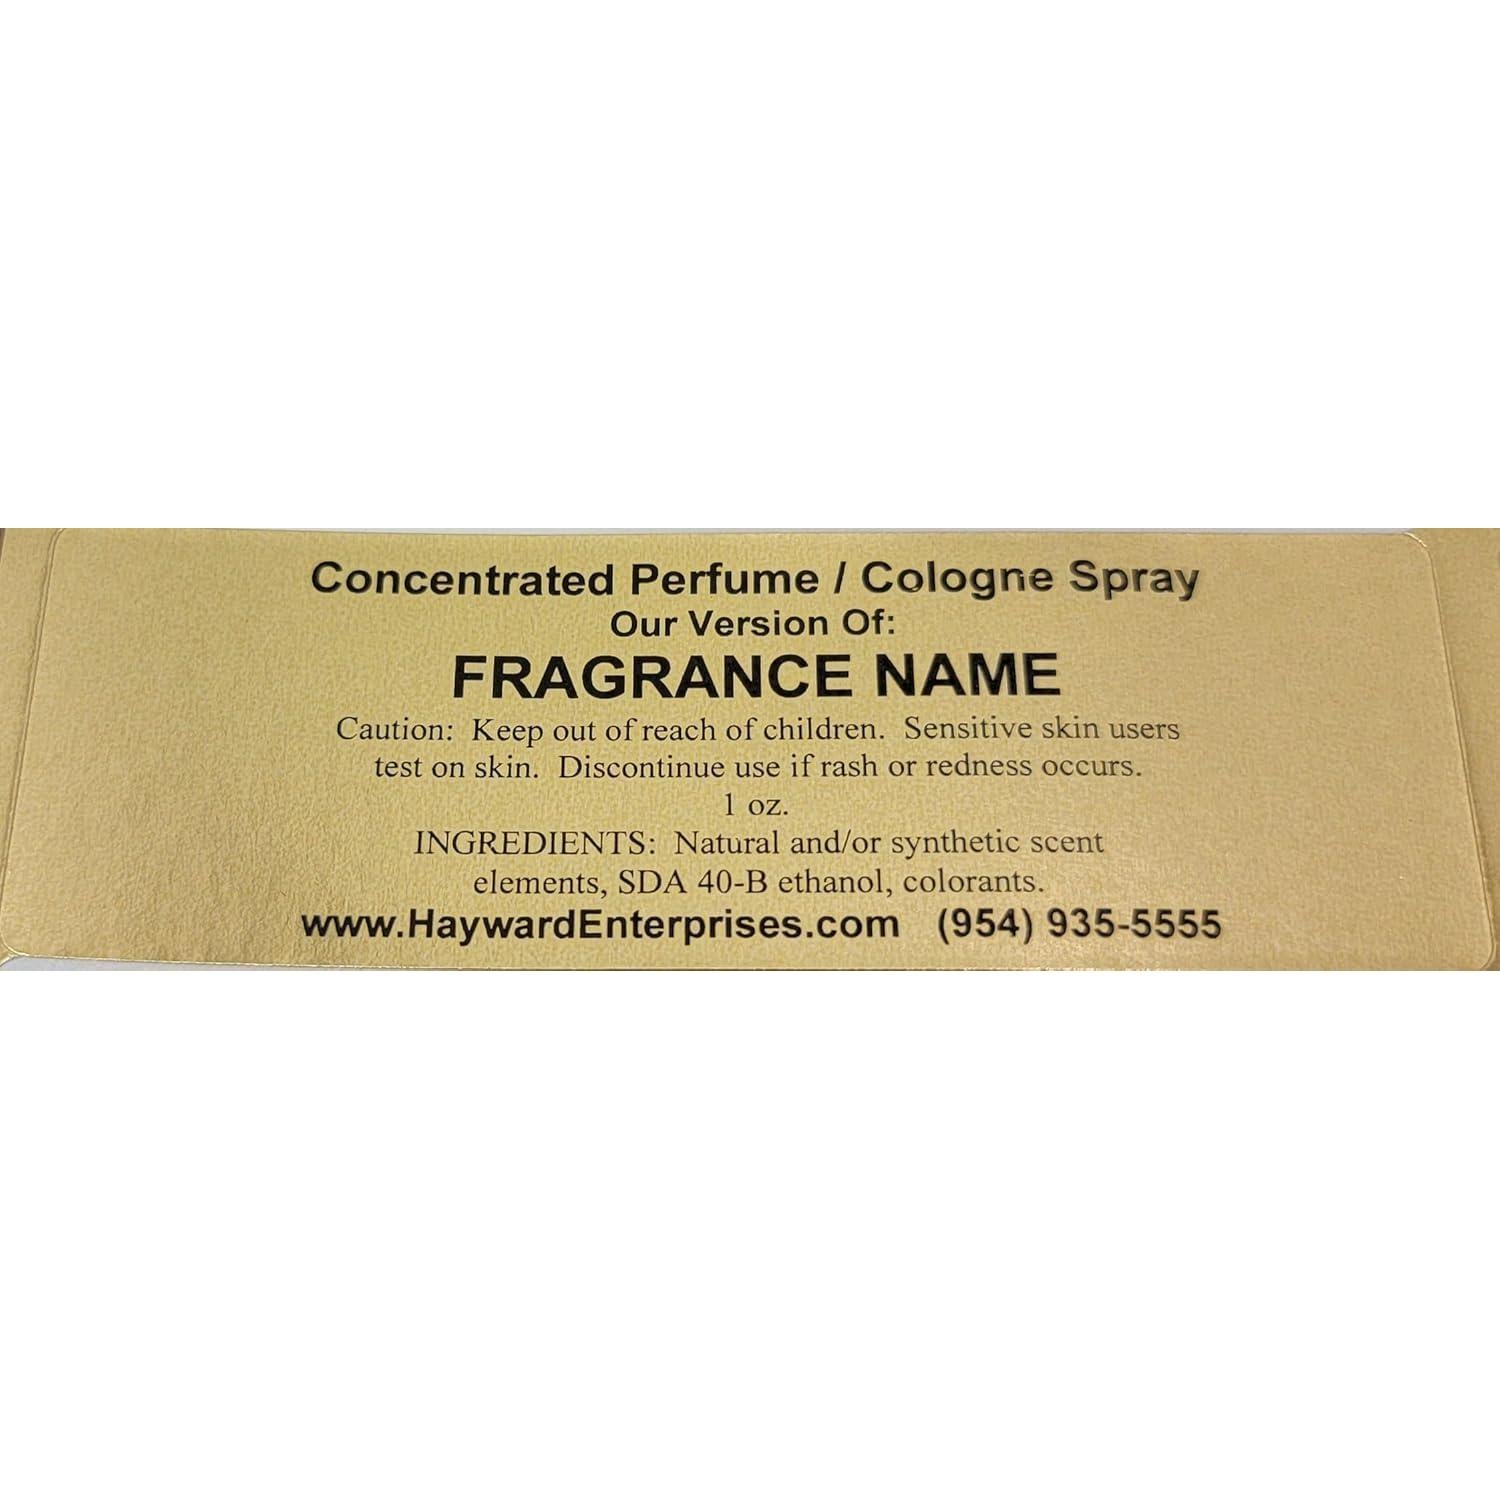 Concentrated Perfume / Cologne Spray
Our Version Of:
FRAGRANCE NAME
Caution:  Keep out of reach of children.  Sensitive skin users
test on skin.  Discontinue use if rash or redness occurs.
1 oz.
INGREDIENTS:  Natural and/or synthetic scent
elements, SDA 40-B ethanol, colorants.
www.HaywardEnterprises.com   (954) 935-5555